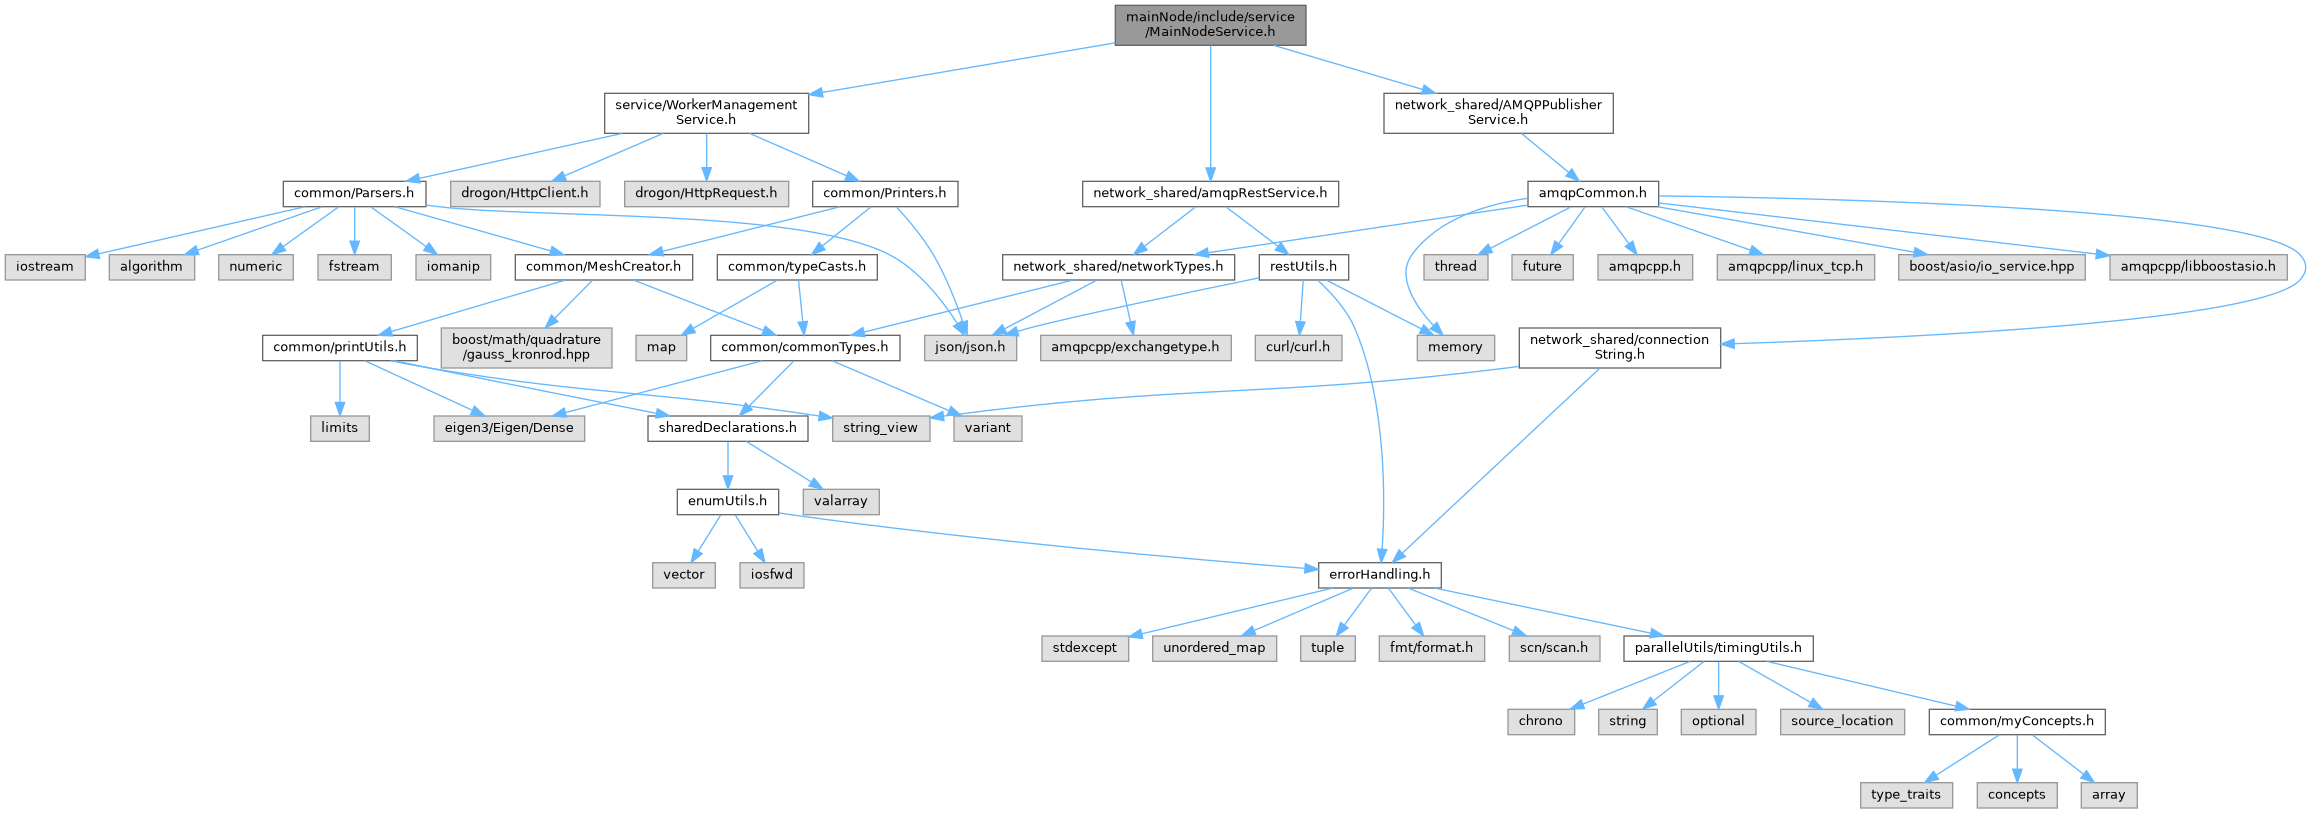 mainNode/include/service
/MainNodeService.h
service/WorkerManagement
Service.h
network_shared/AMQPPublisher
Service.h
common/Parsers.h
drogon/HttpClient.h
drogon/HttpRequest.h
common/Printers.h
network_shared/amqpRestService.h
amqpCommon.h
iostream
algorithm
numeric
fstream
iomanip
common/MeshCreator.h
common/typeCasts.h
network_shared/networkTypes.h
restUtils.h
thread
future
amqpcpp.h
amqpcpp/linux_tcp.h
boost/asio/io_service.hpp
amqpcpp/libboostasio.h
common/printUtils.h
boost/math/quadrature
/gauss_kronrod.hpp
map
common/commonTypes.h
json/json.h
amqpcpp/exchangetype.h
curl/curl.h
memory
network_shared/connection
String.h
limits
eigen3/Eigen/Dense
sharedDeclarations.h
string_view
variant
enumUtils.h
valarray
vector
iosfwd
errorHandling.h
stdexcept
unordered_map
tuple
fmt/format.h
scn/scan.h
parallelUtils/timingUtils.h
chrono
string
optional
source_location
common/myConcepts.h
type_traits
concepts
array